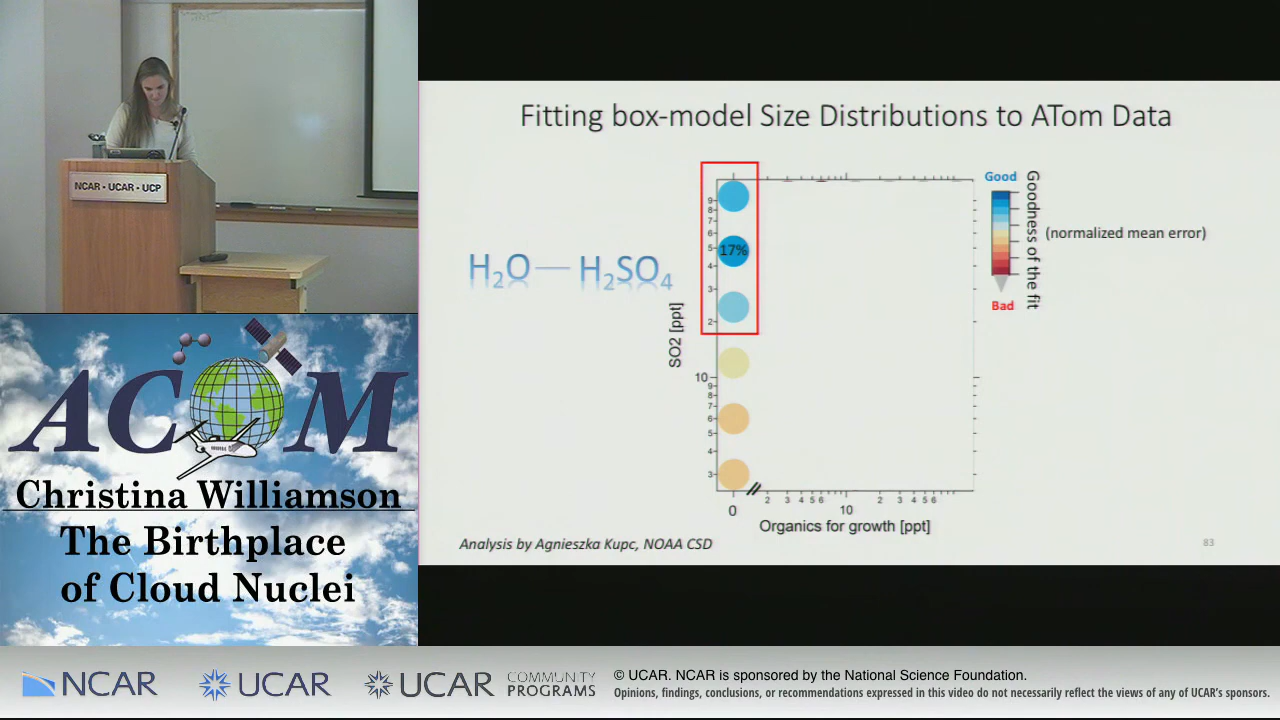 NCAR • UCAR • UCP
Fitting box-model Size Distributions to ATom Data
H₂O — H₂SO₄
SO2 [ppt]
9
8
7
6
5
4
3
2
10
9
8
7
6
5
4
3
17%
0
2
3
4
5
6
10
2
3
4
5
6
Organics for growth [ppt]
Good
Bad
Goodness of the fit
(normalized mean error)
Analysis by Agnieszka Kupc, NOAA CSD
83
ACOM
Christina Williamson
The Birthplace
of Cloud Nuclei
NCAR
UCAR
UCAR
COMMUNITY
PROGRAMS
© UCAR. NCAR is sponsored by the National Science Foundation.
Opinions, findings, conclusions, or recommendations expressed in this video do not necessarily reflect the views of any of UCAR's sponsors.